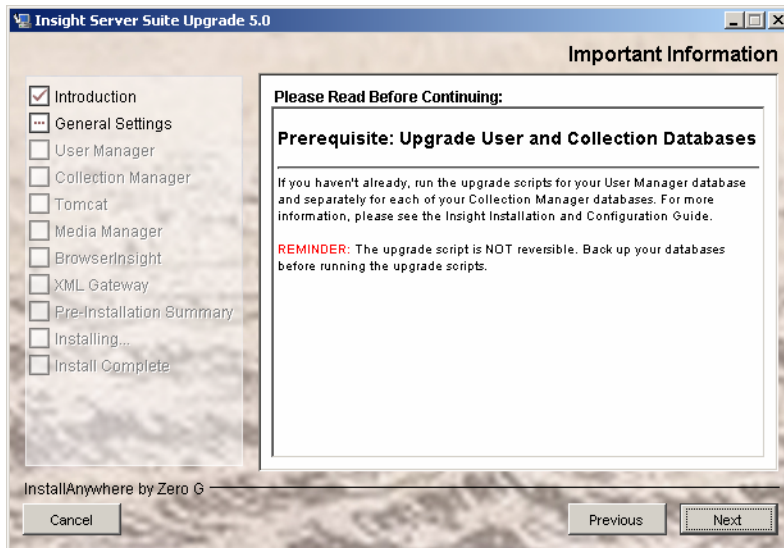 Insight Server Suite Upgrade 5.0
Important Information
Introduction
General Settings
User Manager
Collection Manager
Tomcat
Media Manager
BrowserInsight
XML Gateway
Pre-Installation Summary
Installing...
Install Complete
Please Read Before Continuing:
Prerequisite: Upgrade User and Collection Databases
If you haven't already, run the upgrade scripts for your User Manager database
and separately for each of your Collection Manager databases. For more
information, please see the Insight Installation and Configuration Guide.
REMINDER: The upgrade script is NOT reversible. Back up your databases
before running the upgrade scripts.
InstallAnywhere by Zero G
Cancel
Previous
Next